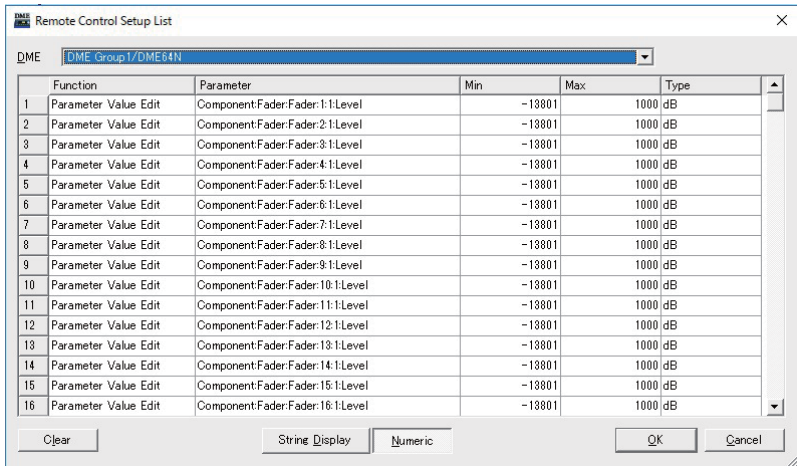 DME
Remote Control Setup List
DME DME Group1/DME64N
Function Parameter Min Max Type
1 Parameter Value Edit Component:Fader:Fader:1:1:Level -13801 1000 dB
2 Parameter Value Edit Component:Fader:Fader:2:1:Level -13801 1000 dB
3 Parameter Value Edit Component:Fader:Fader:3:1:Level -13801 1000 dB
4 Parameter Value Edit Component:Fader:Fader:4:1:Level -13801 1000 dB
5 Parameter Value Edit Component:Fader:Fader:5:1:Level -13801 1000 dB
6 Parameter Value Edit Component:Fader:Fader:6:1:Level -13801 1000 dB
7 Parameter Value Edit Component:Fader:Fader:7:1:Level -13801 1000 dB
8 Parameter Value Edit Component:Fader:Fader:8:1:Level -13801 1000 dB
9 Parameter Value Edit Component:Fader:Fader:9:1:Level -13801 1000 dB
10 Parameter Value Edit Component:Fader:Fader:10:1:Level -13801 1000 dB
11 Parameter Value Edit Component:Fader:Fader:11:1:Level -13801 1000 dB
12 Parameter Value Edit Component:Fader:Fader:12:1:Level -13801 1000 dB
13 Parameter Value Edit Component:Fader:Fader:13:1:Level -13801 1000 dB
14 Parameter Value Edit Component:Fader:Fader:14:1:Level -13801 1000 dB
15 Parameter Value Edit Component:Fader:Fader:15:1:Level -13801 1000 dB
16 Parameter Value Edit Component:Fader:Fader:16:1:Level -13801 1000 dB
Clear String Display Numeric OK Cancel